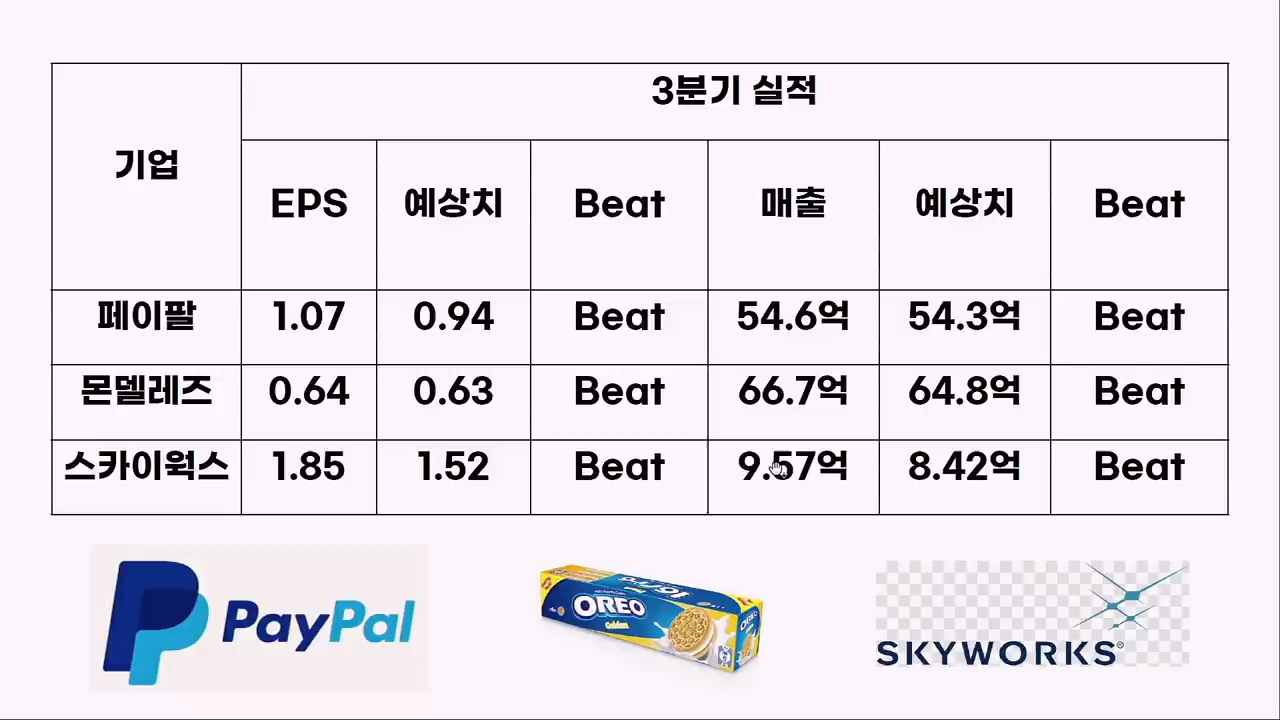 3분기 실적
기업
EPS 예상치 Beat 매출 예상치 Beat
페이팔 1.07 0.94 Beat 54.6억 54.3억 Beat
몬델레즈 0.64 0.63 Beat 66.7억 64.8억 Beat
스카이웍스 1.85 1.52 Beat 9.57억 8.42억 Beat
PayPal
OREO
Golden
OREO
SKYWORKS®